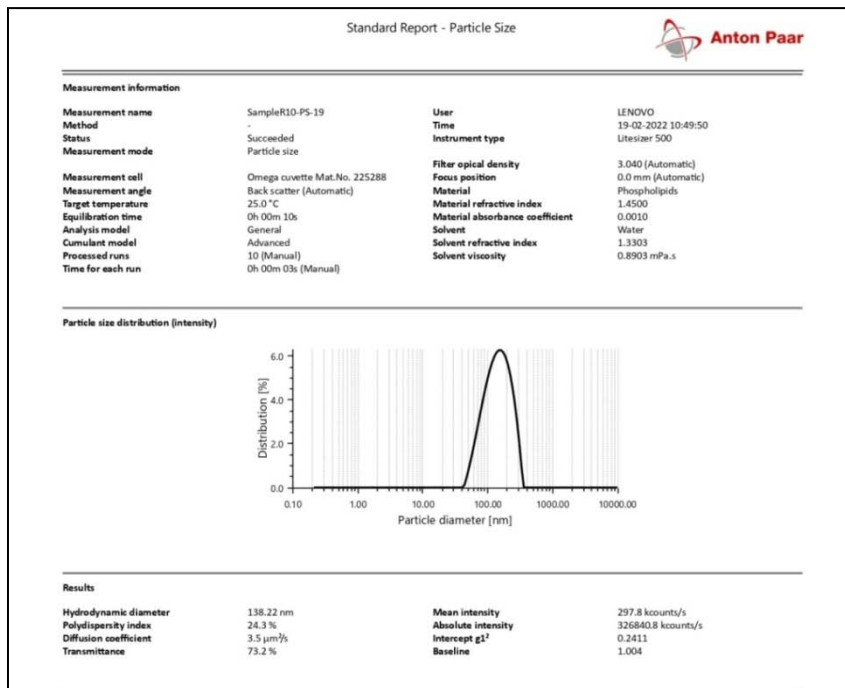 Standard Report - Particle Size
Anton Paar
Measurement information
Measurement name SampleR10-PS-19 User LENOVO
Method - Time 19-02-2022 10:49:50
Status Succeeded Instrument type Litesizer 500
Measurement mode Particle size
Filter opical density 3.040 (Automatic)
Measurement cell Omega cuvette Mat.No. 225288 Focus position 0.0 mm (Automatic)
Measurement angle Back scatter (Automatic) Material Phospholipids
Target temperature 25.0 °C Material refractive index 1.4500
Equilibration time 0h 00m 10s Material absorbance coefficient 0.0010
Analysis model General Solvent Water
Cumulant model Advanced Solvent refractive index 1.3303
Processed runs 10 (Manual) Solvent viscosity 0.8903 mPa.s
Time for each run 0h 00m 03s (Manual)
Particle size distribution (intensity)
Distribution [%]
6.0
4.0
2.0
0.0
0.10 1.00 10.00 100.00 1000.00 10000.00
Particle diameter [nm]
Results
Hydrodynamic diameter 138.22 nm Mean intensity 297.8 kcounts/s
Polydispersity index 24.3 % Absolute intensity 326840.8 kcounts/s
Diffusion coefficient 3.5 µm²/s Intercept g1² 0.2411
Transmittance 73.2 % Baseline 1.004